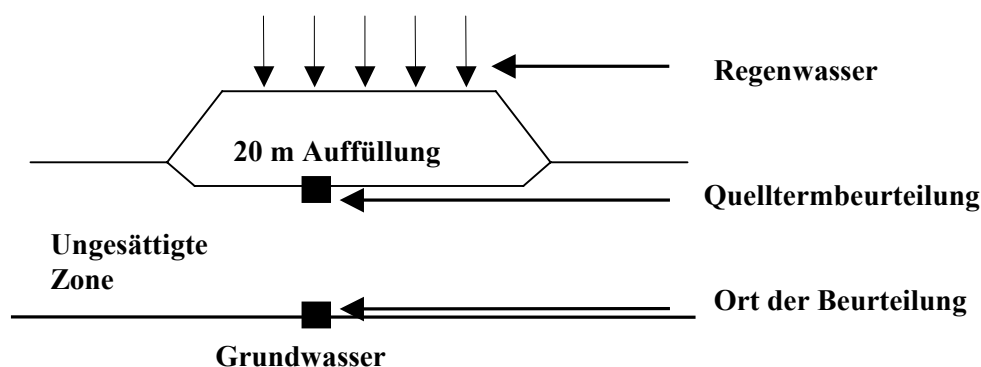 Regenwasser
20 m Auffüllung
Quelltermbeurteilung
Ungesättigte
Zone
Ort der Beurteilung
Grundwasser